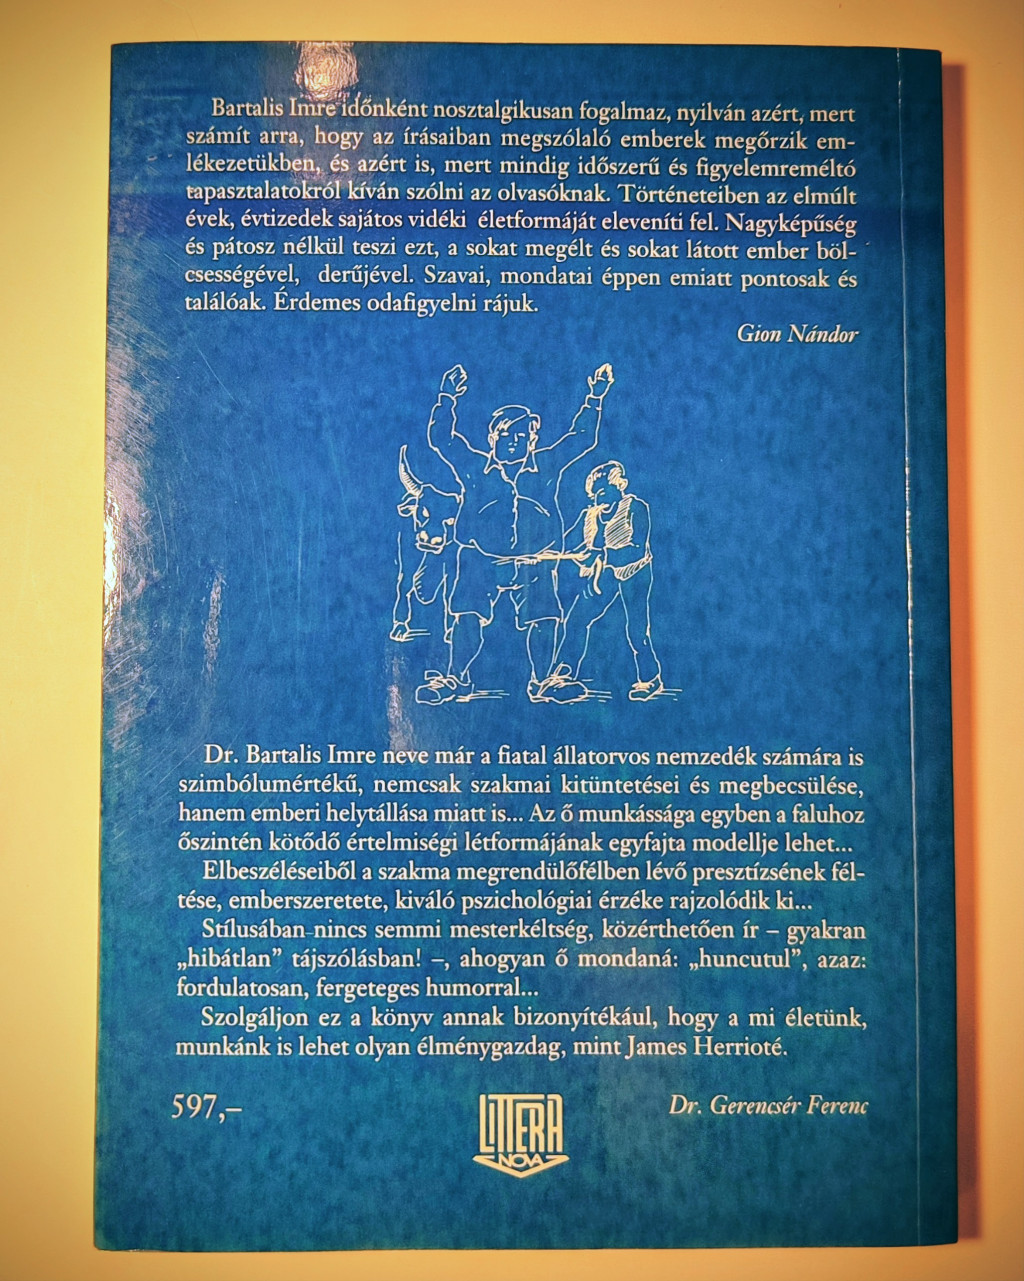 Bartalis Imre időnként nosztalgikusan fogalmaz, nyilván azért, mert
számít arra, hogy az írásaiban megszólaló emberek megőrzik em-
lékezetükben, és azért is, mert mindig időszerű és figyelemreméltó
tapasztalatokról kíván szólni az olvasóknak. Történeteiben az elmúlt
évek, évtizedek sajátos vidéki életformáját eleveníti fel. Nagyképűség
és pátosz nélkül teszi ezt, a sokat megélt és sokat látott ember böl-
csességével, derűjével. Szavai, mondatai éppen emiatt pontosak és
találóak. Érdemes odafigyelni rájuk.
Gion Nándor
Dr. Bartalis Imre neve már a fiatal állatorvos nemzedék számára is
szimbólumértékű, nemcsak szakmai kitüntetései és megbecsülése,
hanem emberi helytállása miatt is... Az ő munkássága egyben a faluhoz
őszintén kötődő értelmiségi létformájának egyfajta modellje lehet...
Elbeszéléseiből a szakma megrendülőfélben lévő presztízsének fél-
tése, emberszeretete, kiváló pszichológiai érzéke rajzolódik ki...
Stílusában nincs semmi mesterkéltség, közérthetően ír – gyakran
„hibátlan” tájszólásban! –, ahogyan ő mondaná: „huncutul”, azaz:
fordulatosan, fergeteges humorral...
Szolgáljon ez a könyv annak bizonyítékául, hogy a mi életünk,
munkánk is lehet olyan élménygazdag, mint James Herrioté.
597,–
Dr. Gerencsér Ferenc
LITTERA
NOVA